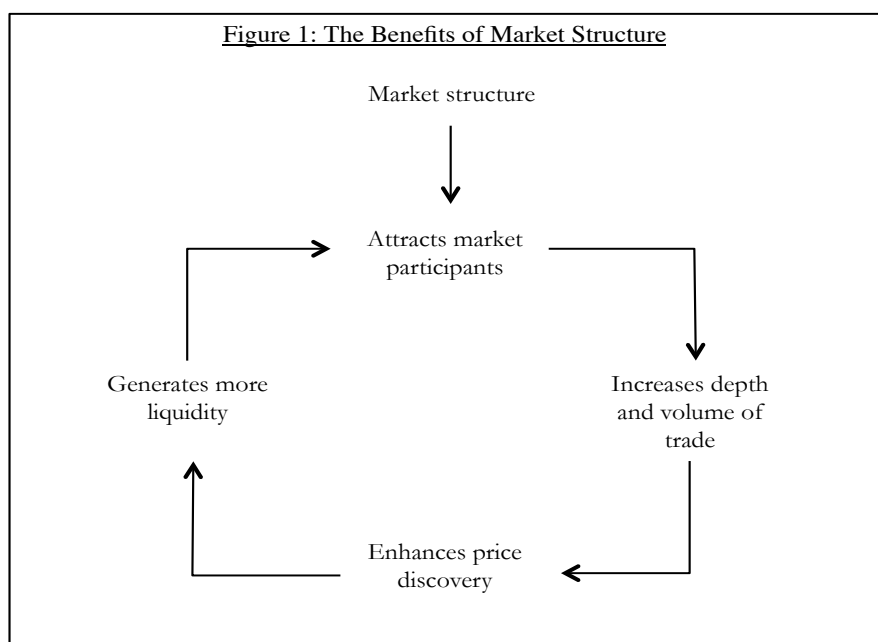 Figure 1: The Benefits of Market Structure
Market structure
Attracts market
participants
Generates more
liquidity
Increases depth
and volume of
trade
Enhances price
discovery